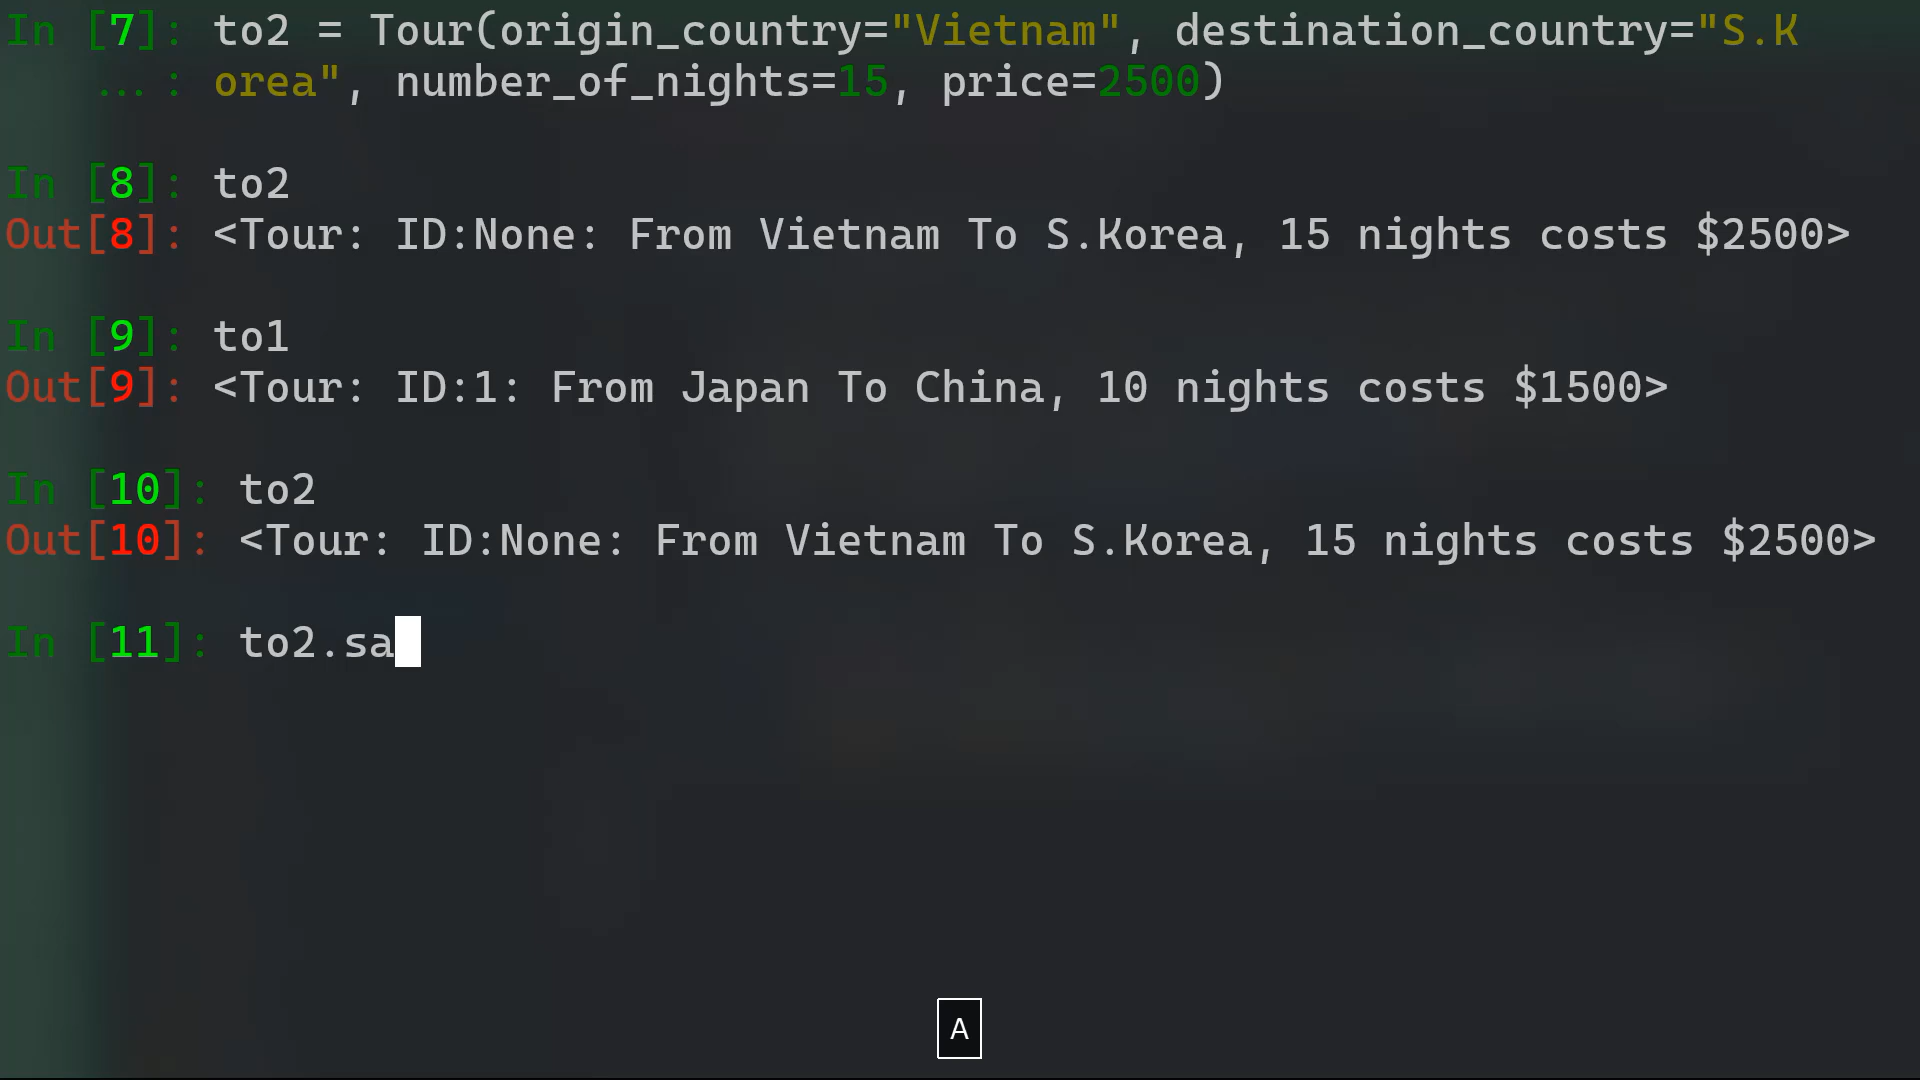 In [7]: to2 = Tour(origin_country="Vietnam", destination_country="S.K
...: orea", number_of_nights=15, price=2500)
In [8]: to2
Out[8]: <Tour: ID:None: From Vietnam To S.Korea, 15 nights costs $2500>
In [9]: to1
Out[9]: <Tour: ID:1: From Japan To China, 10 nights costs $1500>
In [10]: to2
Out[10]: <Tour: ID:None: From Vietnam To S.Korea, 15 nights costs $2500>
In [11]: to2.sa
A